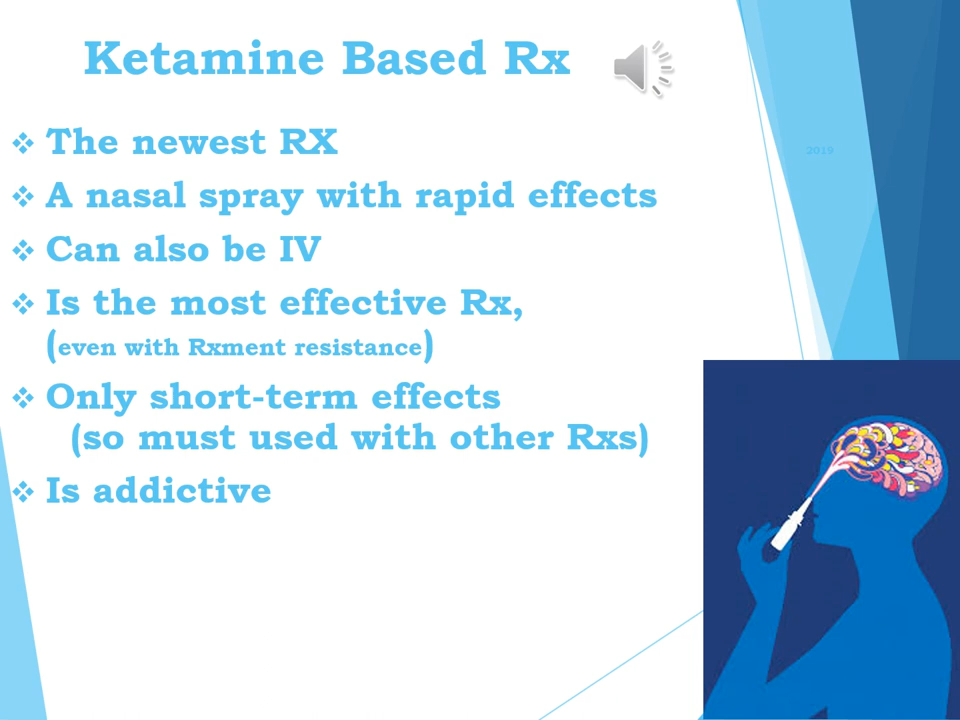 Ketamine Based Rx
2019
The newest RX
A nasal spray with rapid effects
Can also be IV
Is the most effective Rx,
(even with Rxment resistance)
Only short-term effects
(so must used with other Rxs)
Is addictive